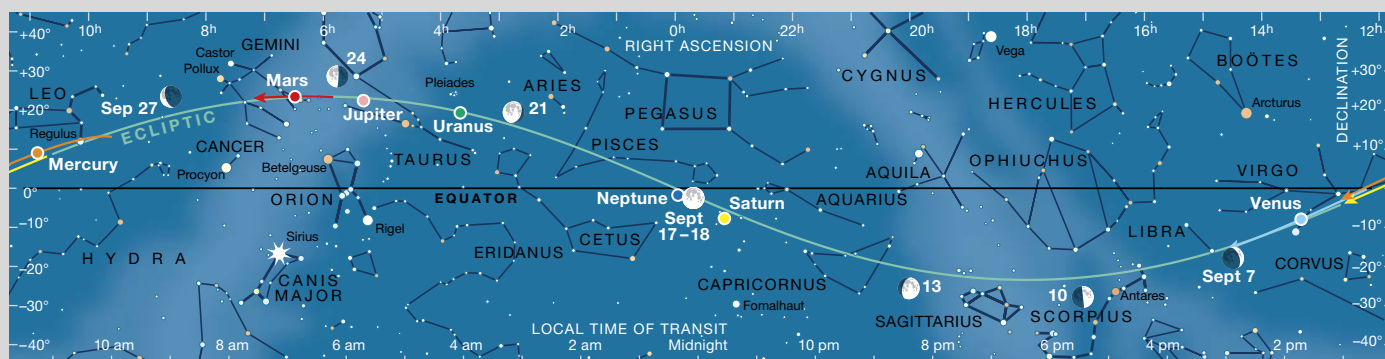 10h 8h 6h 4h 2h 0h 22h 20h 18h 16h 14h 12h
+40° +40°
+30° +30°
+20° +20°
+10° +10°
0° 0°
–10° –10°
–20° –20°
–30° –30°
–40° –40°
RIGHT ASCENSION
DECLINATION
LEO
Regulus
Mercury
Sep 27
ECLIPTIC
Castor
Pollux
GEMINI
Mars
24
Jupiter
CANCER
Procyon
Betelgeuse
ORION
Rigel
Sirius
CANIS
MAJOR
HYDRA
Pleiades
Uranus
TAURUS
21
ARIES
EQUATOR
ERIDANUS
CETUS
PISCES
PEGASUS
Neptune
Sept
17–18
Saturn
AQUARIUS
CAPRICORNUS
Fomalhaut
CYGNUS
AQUILA
13
SAGITTARIUS
Vega
HERCULES
OPHIUCHUS
10
SCORPIUS
Antares
BOÖTES
Arcturus
VIRGO
Venus
LIBRA
Sept 7
CORVUS
LOCAL TIME OF TRANSIT
10 am 8 am 6 am 4 am 2 am Midnight 10 pm 8 pm 6 pm 4 pm 2 pm